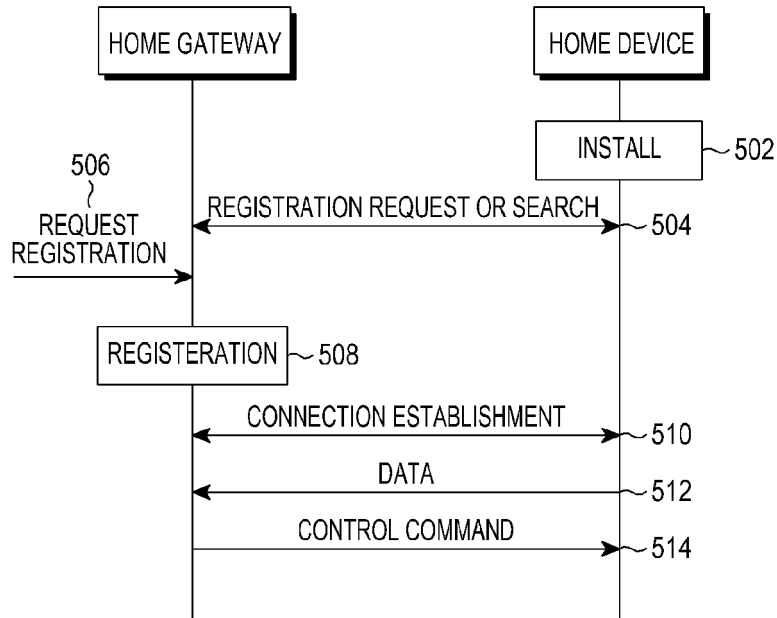 HOME GATEWAY
HOME DEVICE
INSTALL
502
506
REQUEST
REGISTRATION
REGISTRATION REQUEST OR SEARCH
504
REGISTERATION
508
CONNECTION ESTABLISHMENT
510
DATA
512
CONTROL COMMAND
514